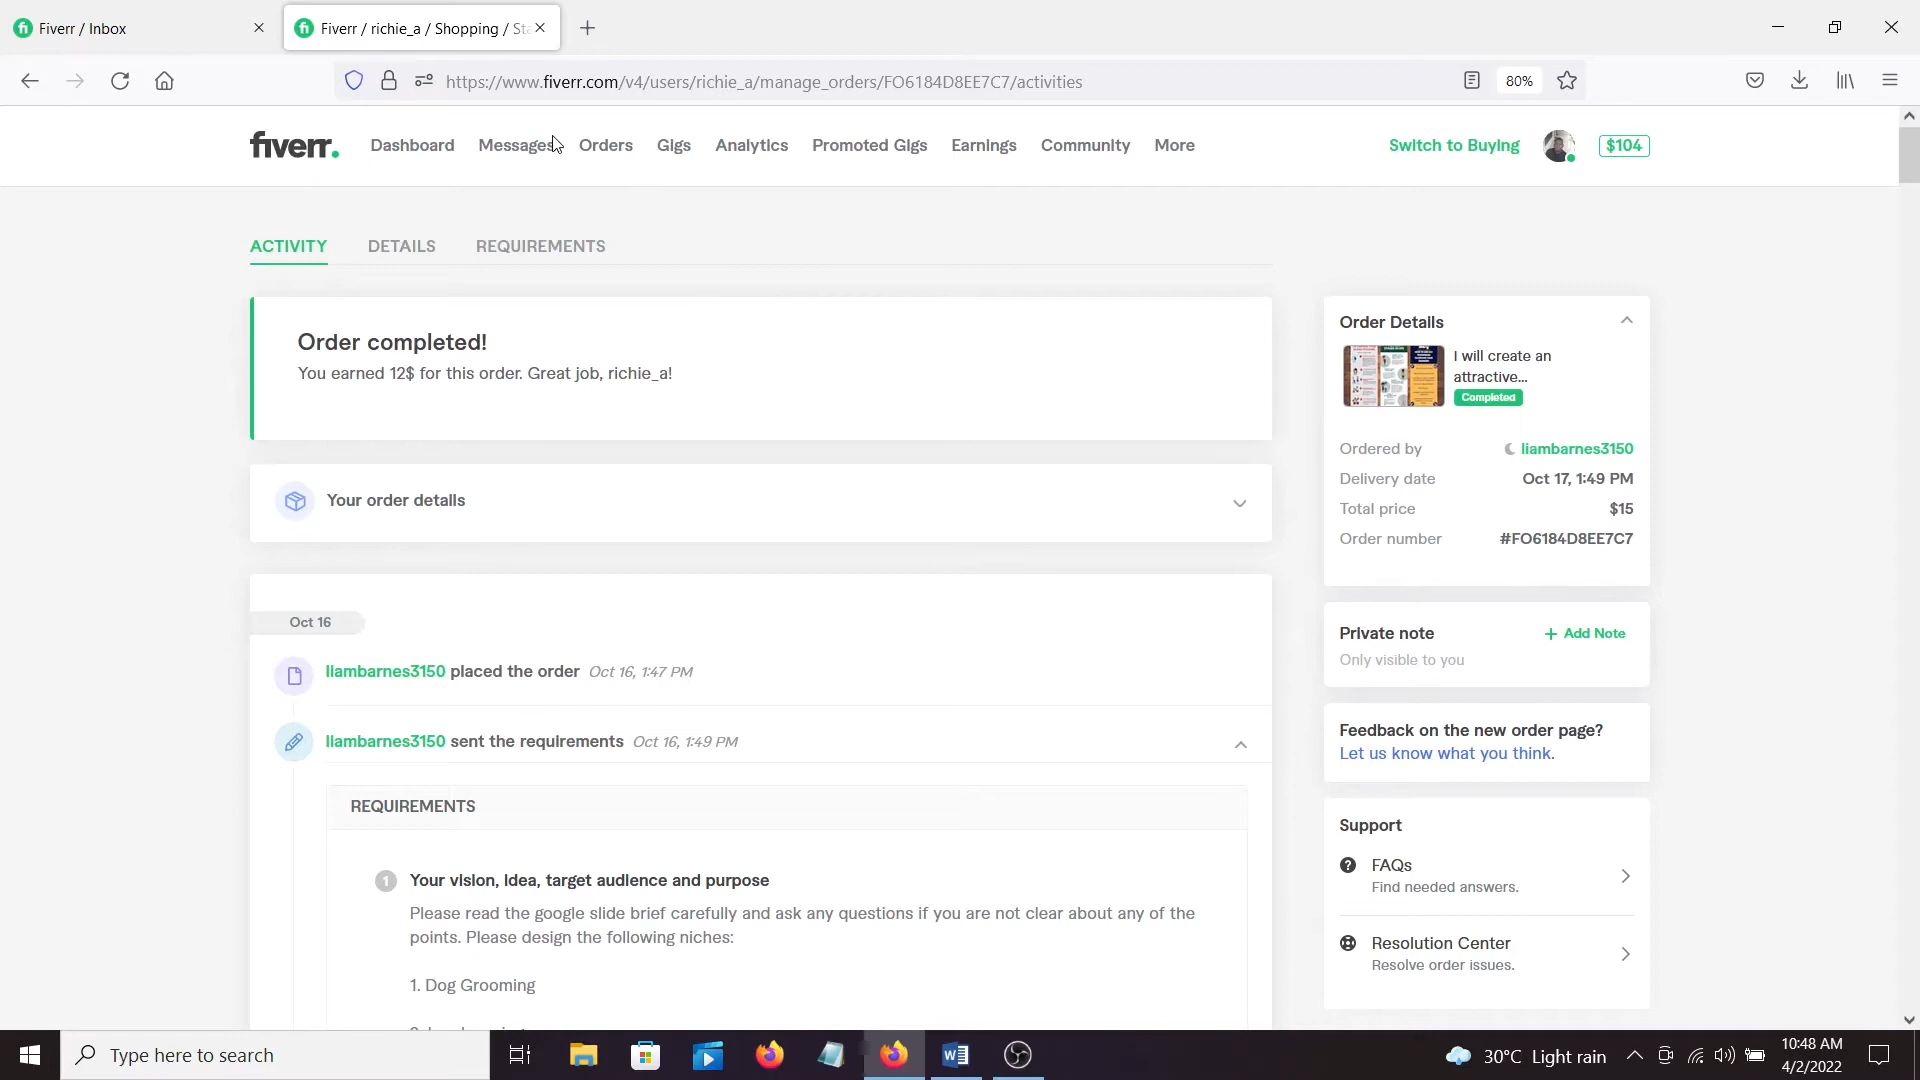 Fiverr / Inbox
Fiverr / richie_a / Shopping / Sta
https://www.fiverr.com/v4/users/richie_a/manage_orders/FO6184D8EE7C7/activities
80%
fiverr.
Dashboard
Messages
Orders
Gigs
Analytics
Promoted Gigs
Earnings
Community
More
Switch to Buying
$104
ACTIVITY
DETAILS
REQUIREMENTS
Order completed!
You earned 12$ for this order. Great job, richie_a!
Your order details
Oct 16
liambarnes3150 placed the order Oct 16, 1:47 PM
liambarnes3150 sent the requirements Oct 16, 1:49 PM
REQUIREMENTS
1 Your vision, idea, target audience and purpose
Please read the google slide brief carefully and ask any questions if you are not clear about any of the
points. Please design the following niches:
1. Dog Grooming
Order Details
I will create an
attractive...
Completed
Ordered by liambarnes3150
Delivery date Oct 17, 1:49 PM
Total price $15
Order number #FO6184D8EE7C7
Private note
+ Add Note
Only visible to you
Feedback on the new order page?
Let us know what you think.
Support
FAQs
Find needed answers.
Resolution Center
Resolve order issues.
Type here to search
30°C Light rain
10:48 AM
4/2/2022